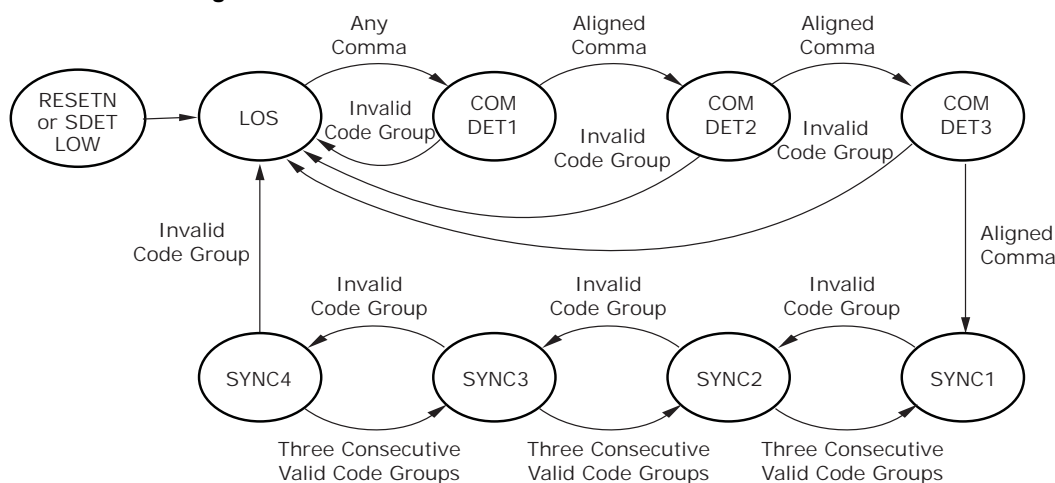 Any
Comma
Aligned
Comma
Aligned
Comma
RESETN
or SDET
LOW
LOS
Invalid
Code Group
COM
DET1
Invalid
Code Group
COM
DET2
Invalid
Code Group
COM
DET3
Invalid
Code Group
Aligned
Comma
Invalid
Code Group
Invalid
Code Group
Invalid
Code Group
SYNC4
SYNC3
SYNC2
SYNC1
Three Consecutive
Valid Code Groups
Three Consecutive
Valid Code Groups
Three Consecutive
Valid Code Groups